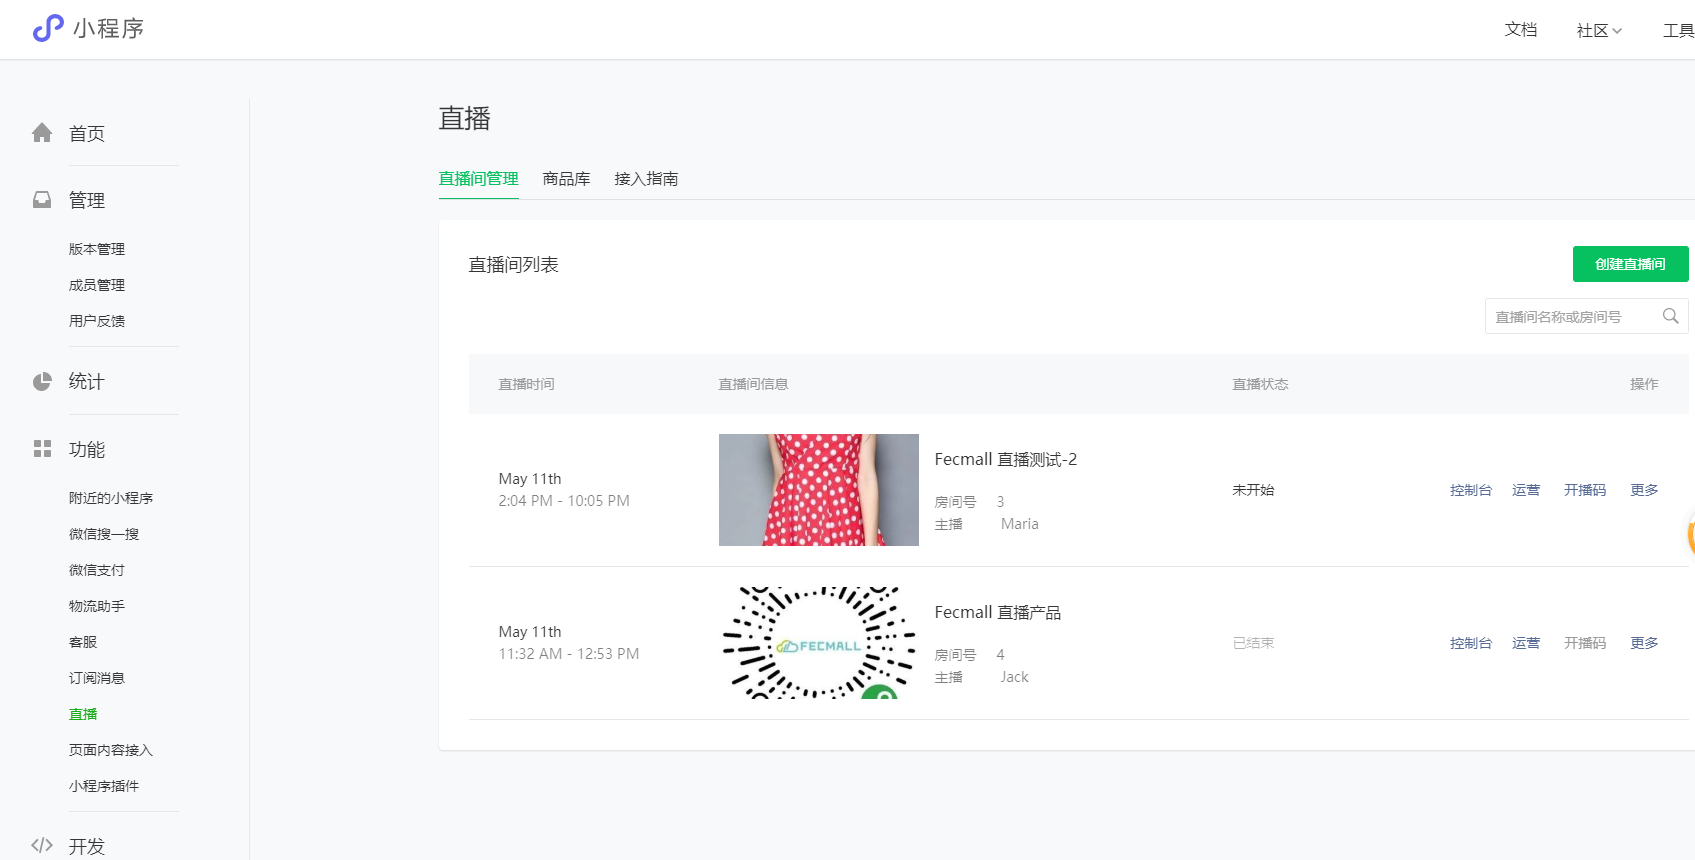 小程序
文档
社区
工具
首页
管理
版本管理
成员管理
用户反馈
统计
功能
附近的小程序
微信搜一搜
微信支付
物流助手
客服
订阅消息
直播
页面内容接入
小程序插件
开发
直播
直播间管理 商品库 接入指南
直播间列表
创建直播间
直播间名称或房间号
直播时间 直播间信息 直播状态 操作
May 11th
2:04 PM - 10:05 PM
Fecmall 直播测试-2
房间号 3
主播 Maria
未开始
控制台 运营 开播码 更多
May 11th
11:32 AM - 12:53 PM
FECMALL
Fecmall 直播产品
房间号 4
主播 Jack
已结束
控制台 运营 开播码 更多